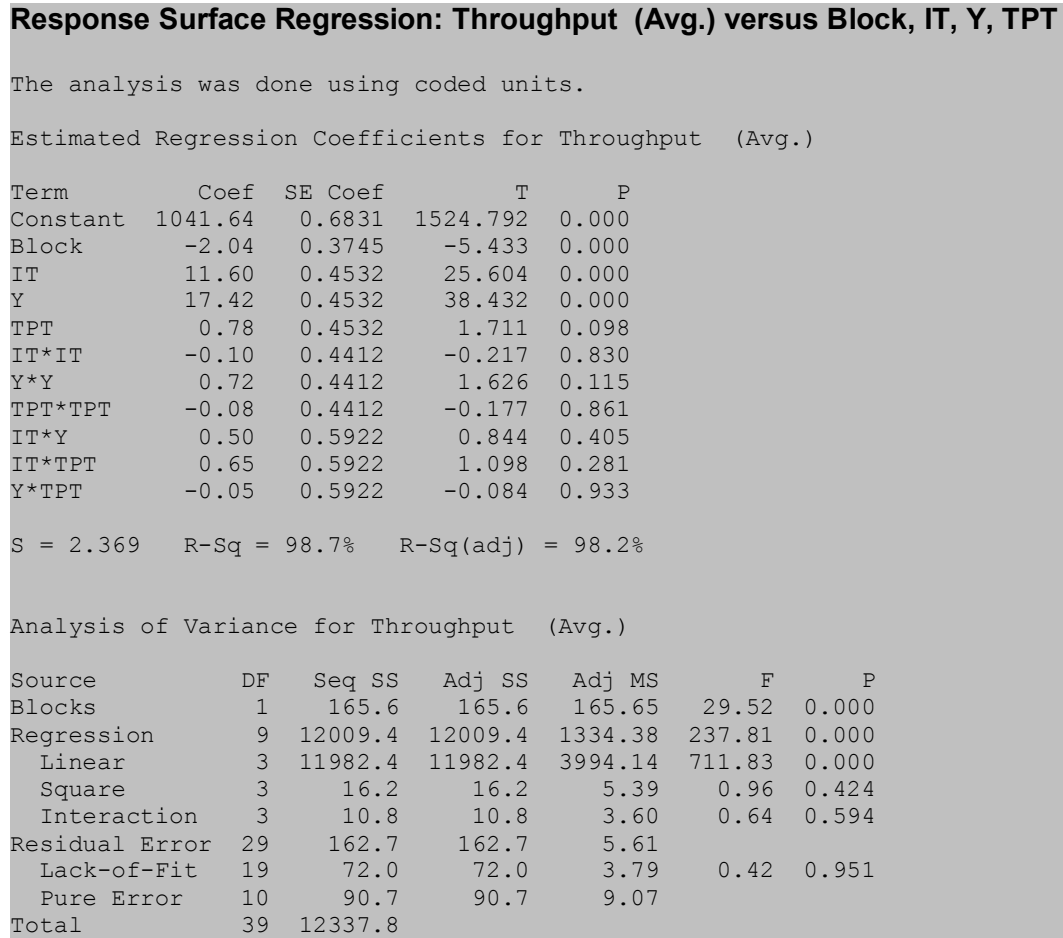 Response Surface Regression: Throughput  (Avg.) versus Block, IT, Y, TPT
The analysis was done using coded units.
Estimated Regression Coefficients for Throughput  (Avg.)
Term         Coef  SE Coef         T      P
Constant  1041.64   0.6831  1524.792  0.000
Block       -2.04   0.3745    -5.433  0.000
IT          11.60   0.4532    25.604  0.000
Y           17.42   0.4532    38.432  0.000
TPT          0.78   0.4532     1.711  0.098
IT*IT       -0.10   0.4412    -0.217  0.830
Y*Y          0.72   0.4412     1.626  0.115
TPT*TPT     -0.08   0.4412    -0.177  0.861
IT*Y         0.50   0.5922     0.844  0.405
IT*TPT       0.65   0.5922     1.098  0.281
Y*TPT       -0.05   0.5922    -0.084  0.933
S = 2.369   R-Sq = 98.7%   R-Sq(adj) = 98.2%
Analysis of Variance for Throughput  (Avg.)
Source          DF   Seq SS   Adj SS   Adj MS       F      P
Blocks           1    165.6    165.6   165.65   29.52  0.000
Regression       9  12009.4  12009.4  1334.38  237.81  0.000
  Linear         3  11982.4  11982.4  3994.14  711.83  0.000
  Square         3     16.2     16.2     5.39    0.96  0.424
  Interaction    3     10.8     10.8     3.60    0.64  0.594
Residual Error  29    162.7    162.7     5.61
  Lack-of-Fit   19     72.0     72.0     3.79    0.42  0.951
  Pure Error    10     90.7     90.7     9.07
Total           39  12337.8